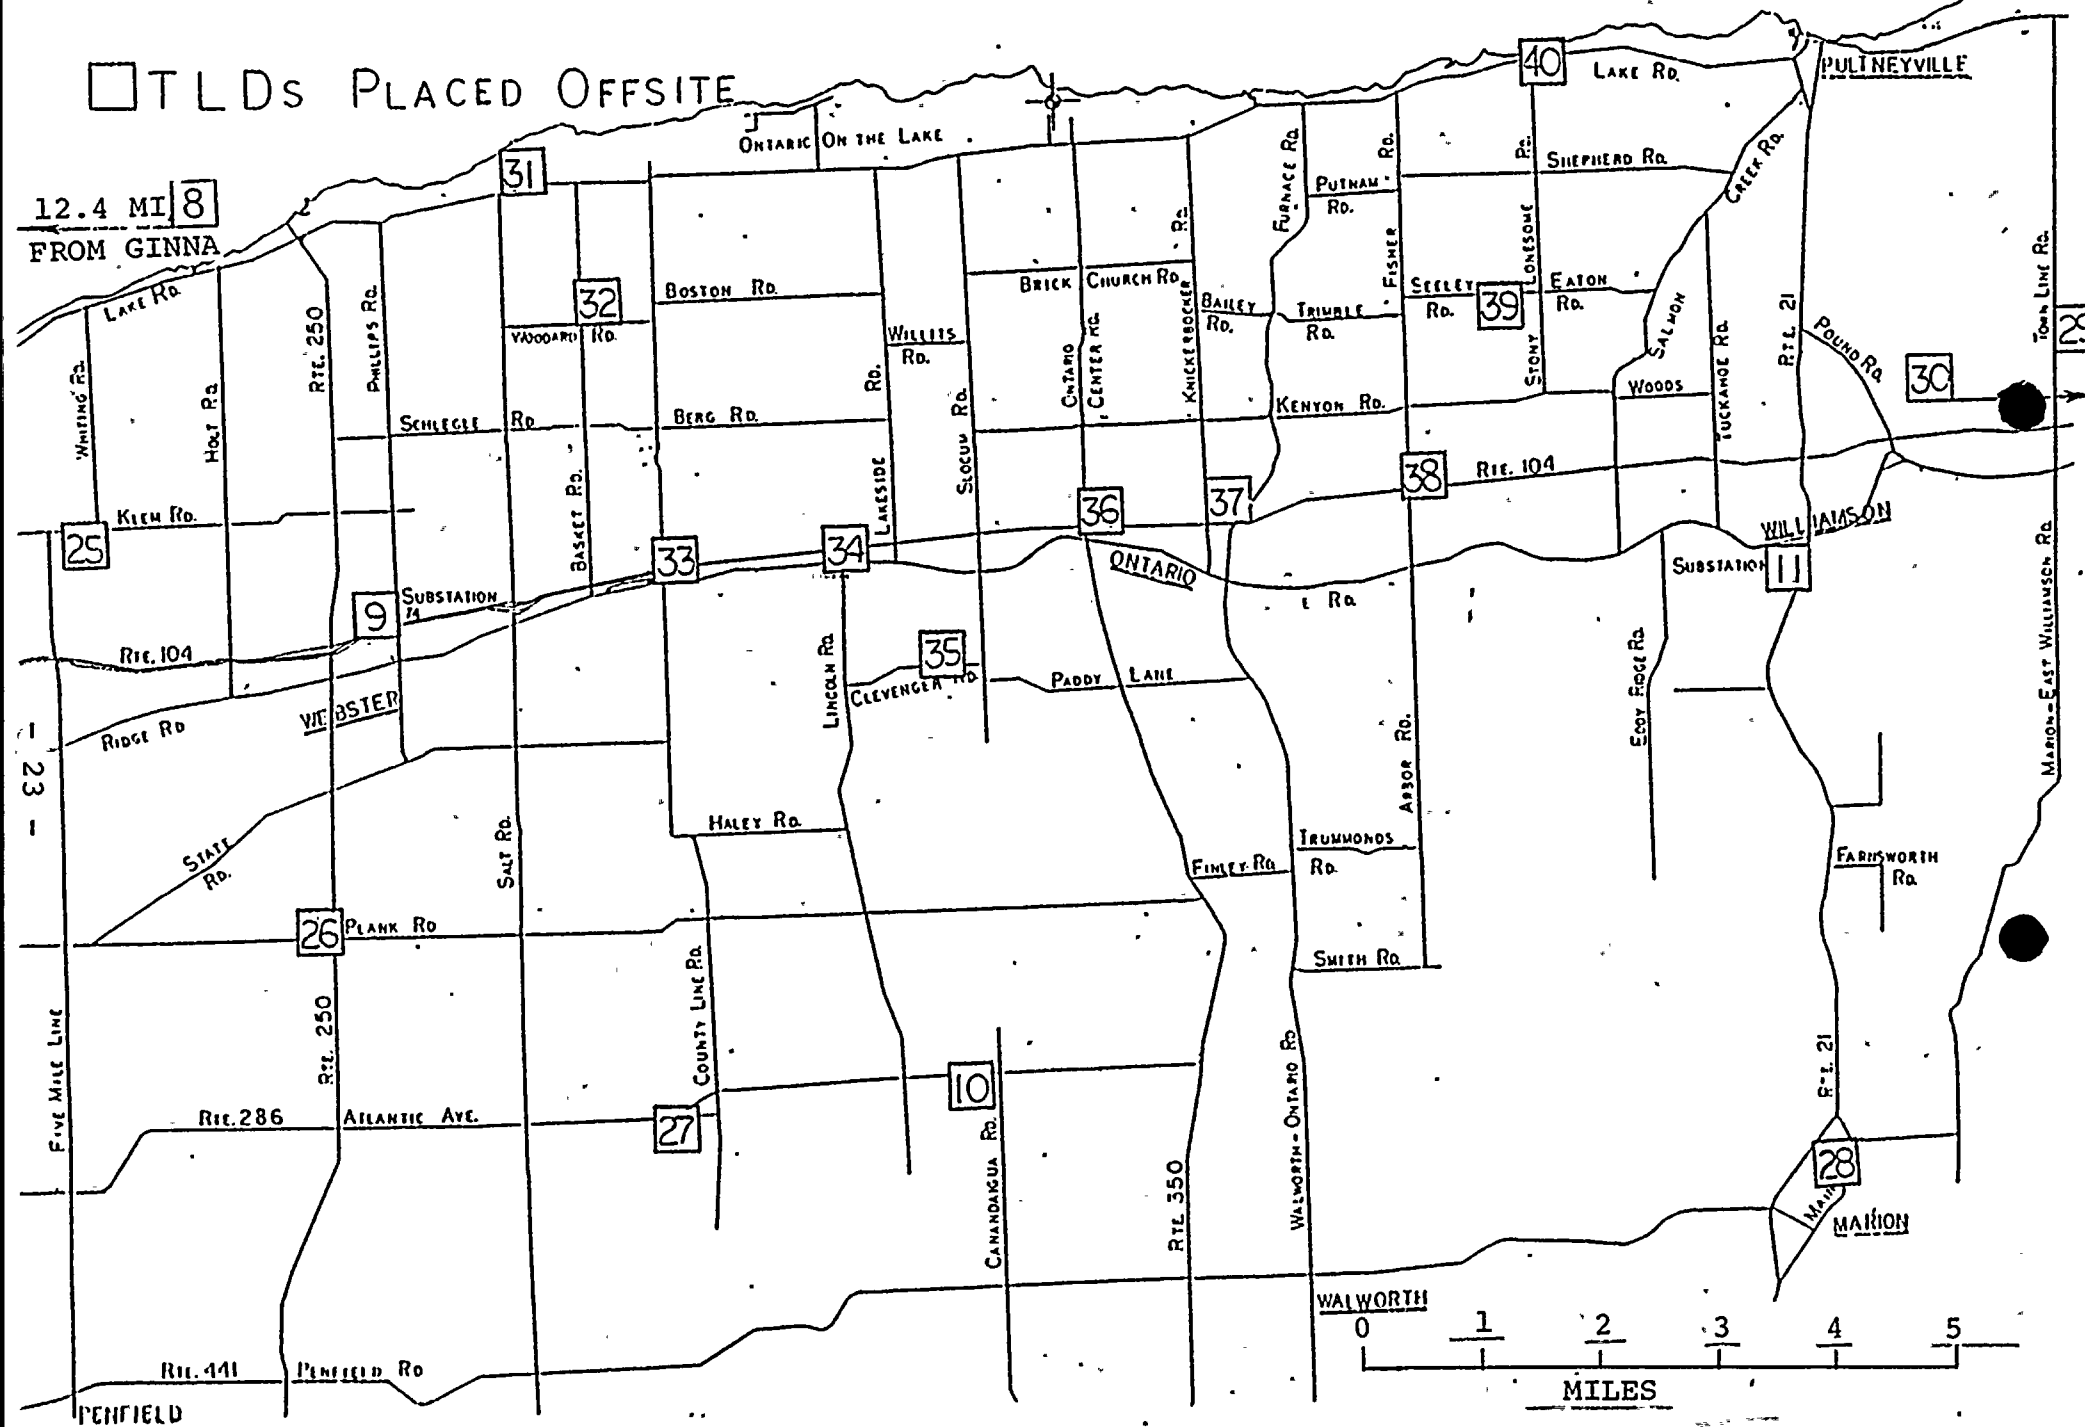 □ TLDs PLACED OFFSITE
40
LAKE RD.
PULTNEYVILLE
ONTARIO ON THE LAKE
31
12.4 MI 8
FROM GINNA
FURNACE RD.
PUTNAM RD.
FISHER RD.
SHEPHERD RD.
SALMON CREEK RD.
LAKE RD.
WHITING RD.
HOLT RD.
RTE. 250
PHILLIPS RD.
32
WOODARD RD.
BOSTON RD.
WILLITS RD.
BRICK CHURCH RD.
ONTARIO CENTER RD.
KNICKERBOCKER RD.
BAILEY RD.
TRIMBLE RD.
SEELEY RD.
39
STONY LONESOME RD.
EATON RD.
TUCKAHOE RD.
RTE. 21
POUND RD.
TOWN LINE RD.
30
SCHLEGLE RD
BERG RD.
LAKESIDE RD.
SLOCUM RD.
KENYON RD.
WOODS
KLEM RD.
25
BASKET RD.
33
34
36
37
38
RTE. 104
ONTARIO
WILLIAMSON
SUBSTATION
11
9
SUBSTATION
RTE. 104
RIDGE RD
WEBSTER
LINCOLN RD.
35
CLEVENGER RD
PADDY LANE
EDDY RIDGE RD.
MARION-EAST WILLIAMSON RD.
- 23 -
STATE RD.
SALT RD.
HALEY RD.
ARBOR RD.
TRUMMONDS RD.
FINLEY RD.
FARNSWORTH RD.
26
PLANK RD
SMITH RD.
FIVE MILE LINE
RTE. 250
COUNTY LINE RD.
10
RTE. 286 ATLANTIC AVE.
27
CANANDAIGUA RD.
RTE 350
WALWORTH-ONTARIO RD
RTE. 21
28
MAIN
MARION
WALWORTH
RTE. 441 PENFIELD RD
PENFIELD
0 1 2 3 4 5
MILES